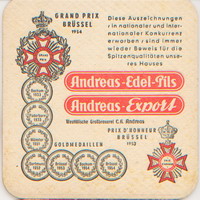 GRAND PRIX
BRÜSSEL
1954
Diese Auszeichnungen
in nationaler und inter-
nationaler Konkurrenz
erworben sind immer
wieder Beweis für die
Spitzenqualitäten unse-
res Hauses
Andreas-Edel-Pils
Andreas-Export
Westfälische Großbrauerei C.H. Andreas
PRIX D'HONNEUR
BRÜSSEL
1953
GOLDMEDAILLEN